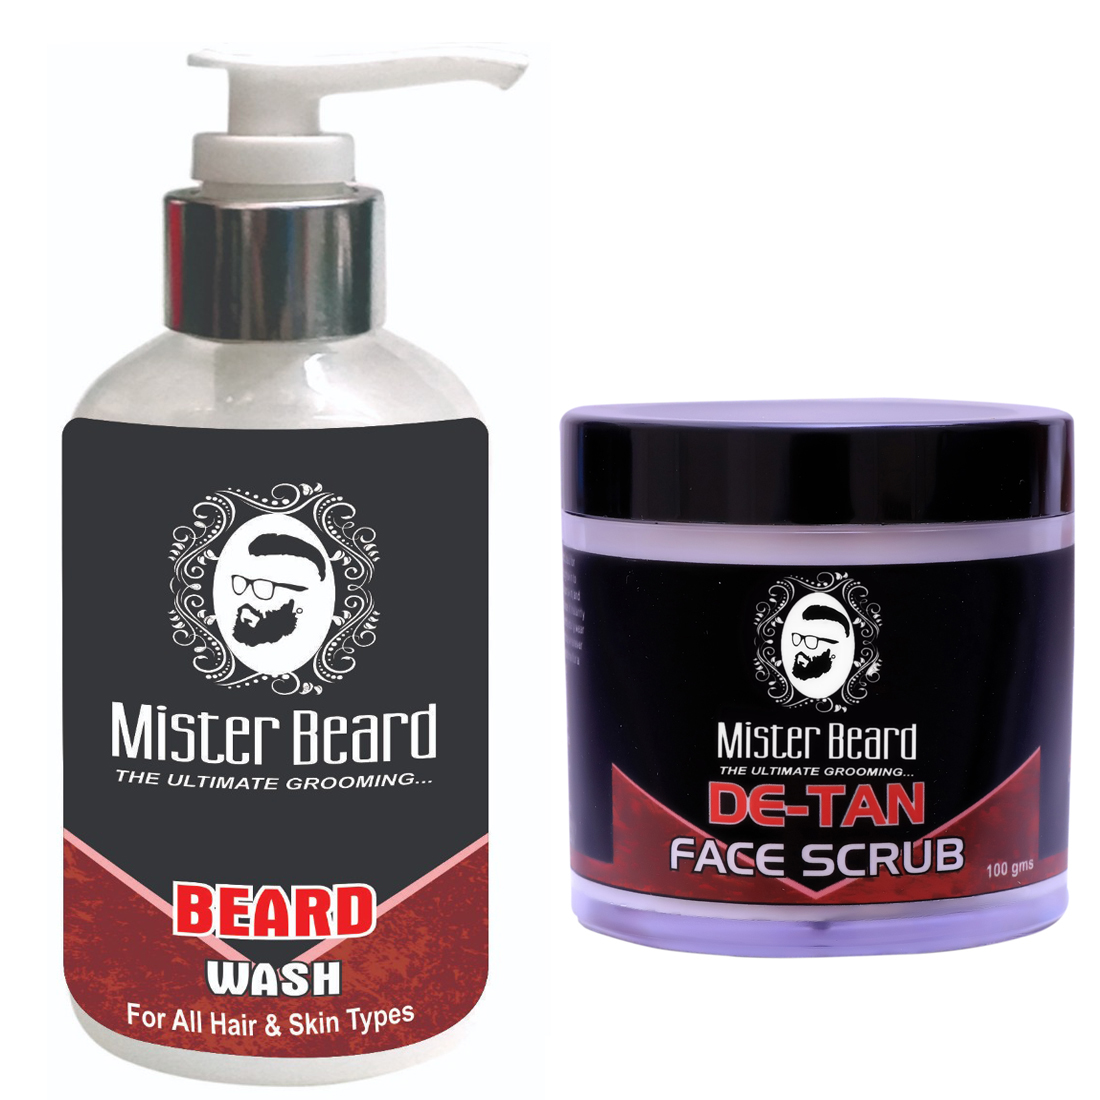 Mister Beard
THE ULTIMATE GROOMING...
BEARD
WASH
For All Hair & Skin Types
Mister Beard
THE ULTIMATE GROOMING...
DE-TAN
FACE SCRUB
100 gms